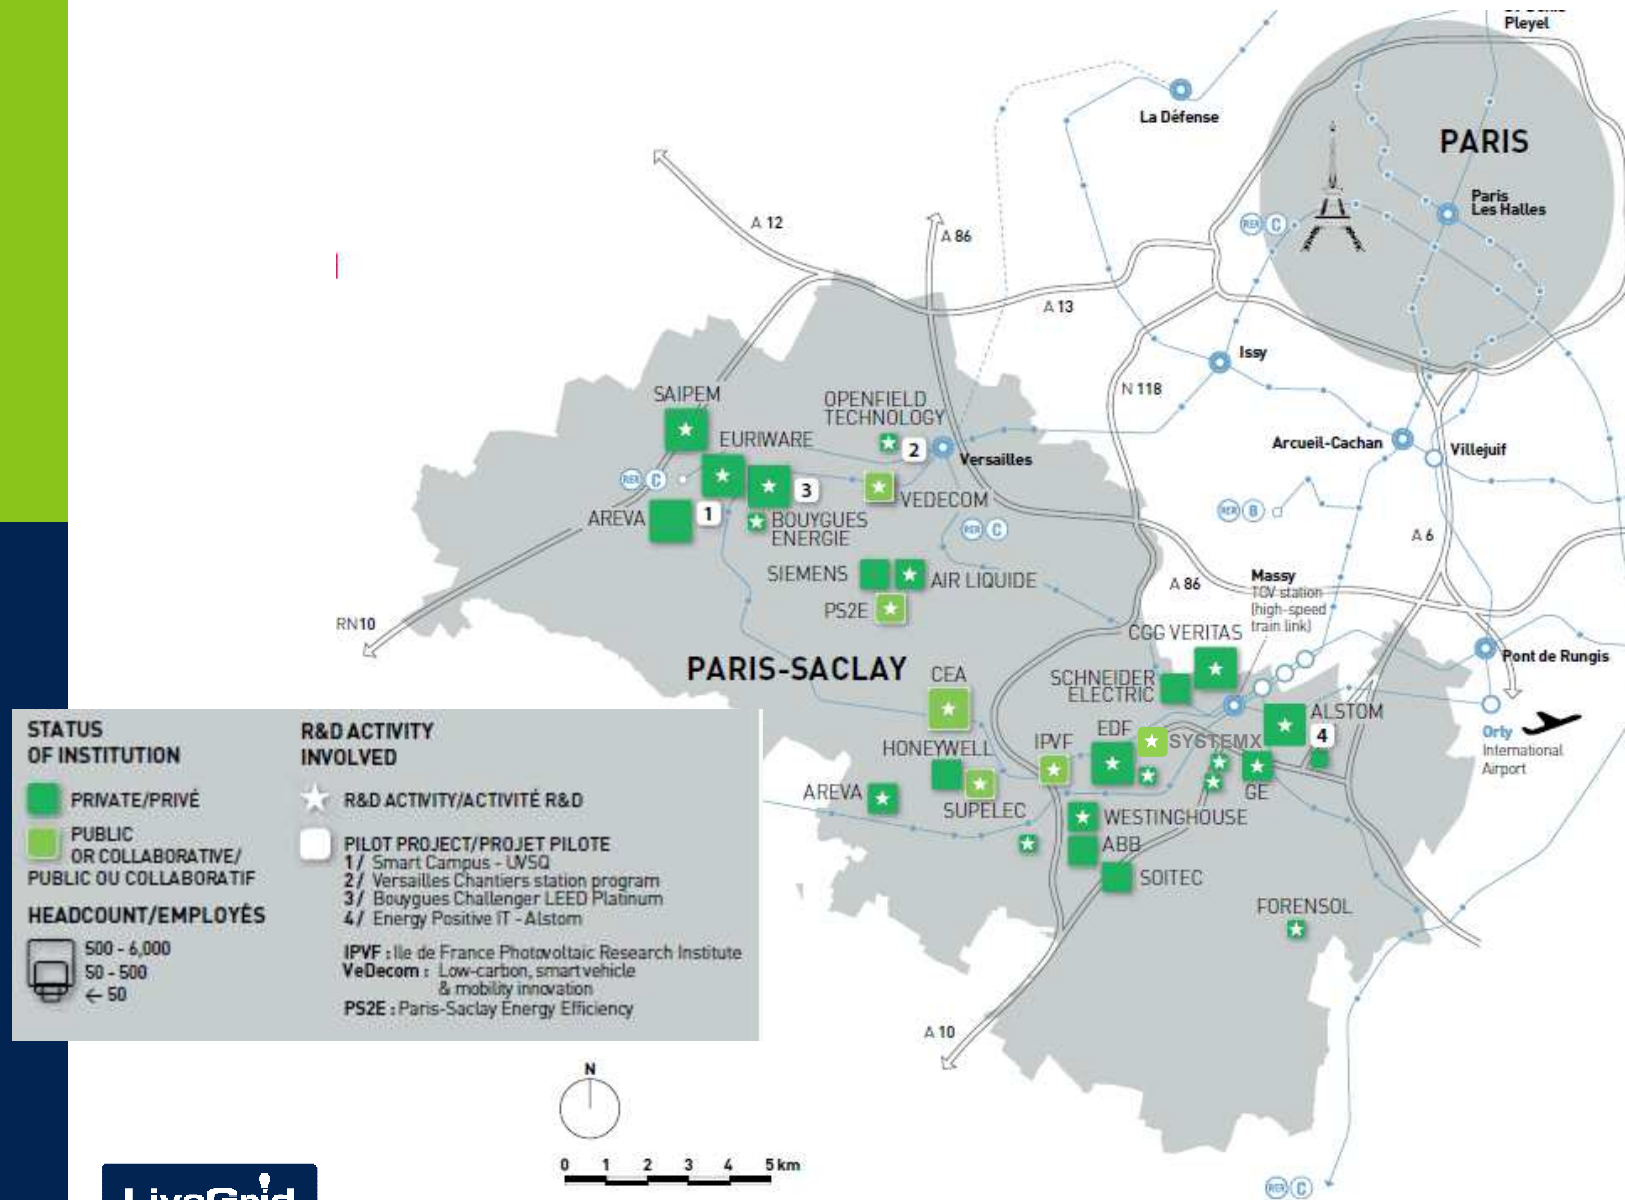 Pleyel
La Défense
PARIS
Paris
Les Halles
RER C
A 12
A 86
A 13
Issy
N 118
SAIPEM
OPENFIELD
TECHNOLOGY
EURIWARE
2
Versailles
Arcueil-Cachan
Villejuif
RER C
3
VEDECOM
AREVA
1
BOUYGUES
ENERGIE
RER C
RER B
A 6
SIEMENS
AIR LIQUIDE
A 86
Massy
TGV station
(high-speed
train link)
PS2E
RN10
CGG VERITAS
PARIS-SACLAY
CEA
SCHNEIDER
ELECTRIC
Pont de Rungis
ALSTOM
4
EDF
SYSTEMX
IPVF
HONEYWELL
Orly
International
Airport
AREVA
SUPELEC
GE
WESTINGHOUSE
ABB
SOITEC
FORENSOL
A 10
STATUS
OF INSTITUTION
PRIVATE/PRIVÉ
PUBLIC
OR COLLABORATIVE/
PUBLIC OU COLLABORATIF
HEADCOUNT/EMPLOYÉS
500 - 6,000
50 - 500
← 50
R&D ACTIVITY
INVOLVED
R&D ACTIVITY/ACTIVITÉ R&D
PILOT PROJECT/PROJET PILOTE
1/ Smart Campus - UVSQ
2/ Versailles Chantiers station program
3/ Bouygues Challenger LEED Platinum
4/ Energy Positive IT - Alstom
IPVF : Ile de France Photovoltaic Research Institute
VeDecom : Low-carbon, smart vehicle
& mobility innovation
PS2E : Paris-Saclay Energy Efficiency
N
0 1 2 3 4 5 km
RER C
LiveGrid